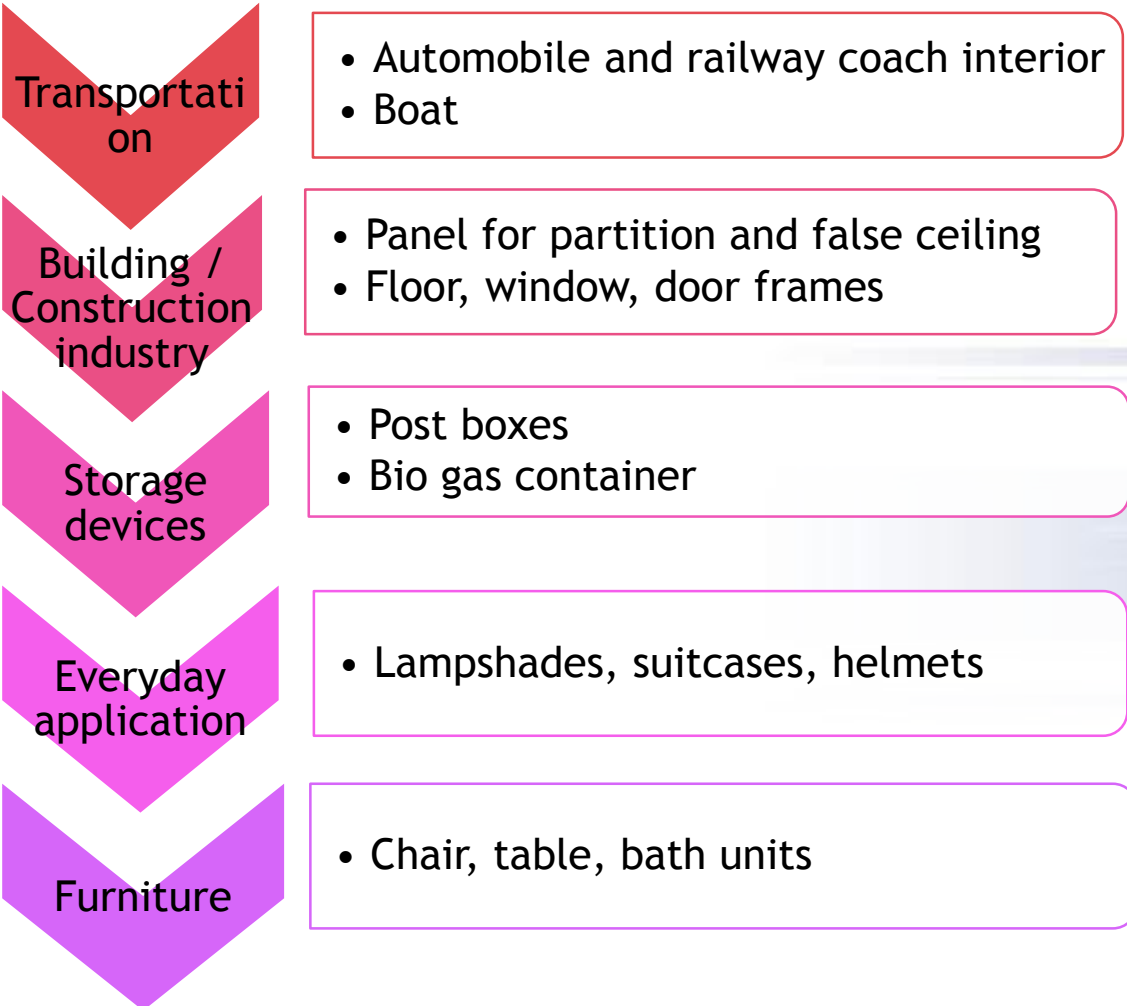 Transportati
on
• Automobile and railway coach interior
• Boat
Building /
Construction
industry
• Panel for partition and false ceiling
• Floor, window, door frames
Storage
devices
• Post boxes
• Bio gas container
Everyday
application
• Lampshades, suitcases, helmets
Furniture
• Chair, table, bath units